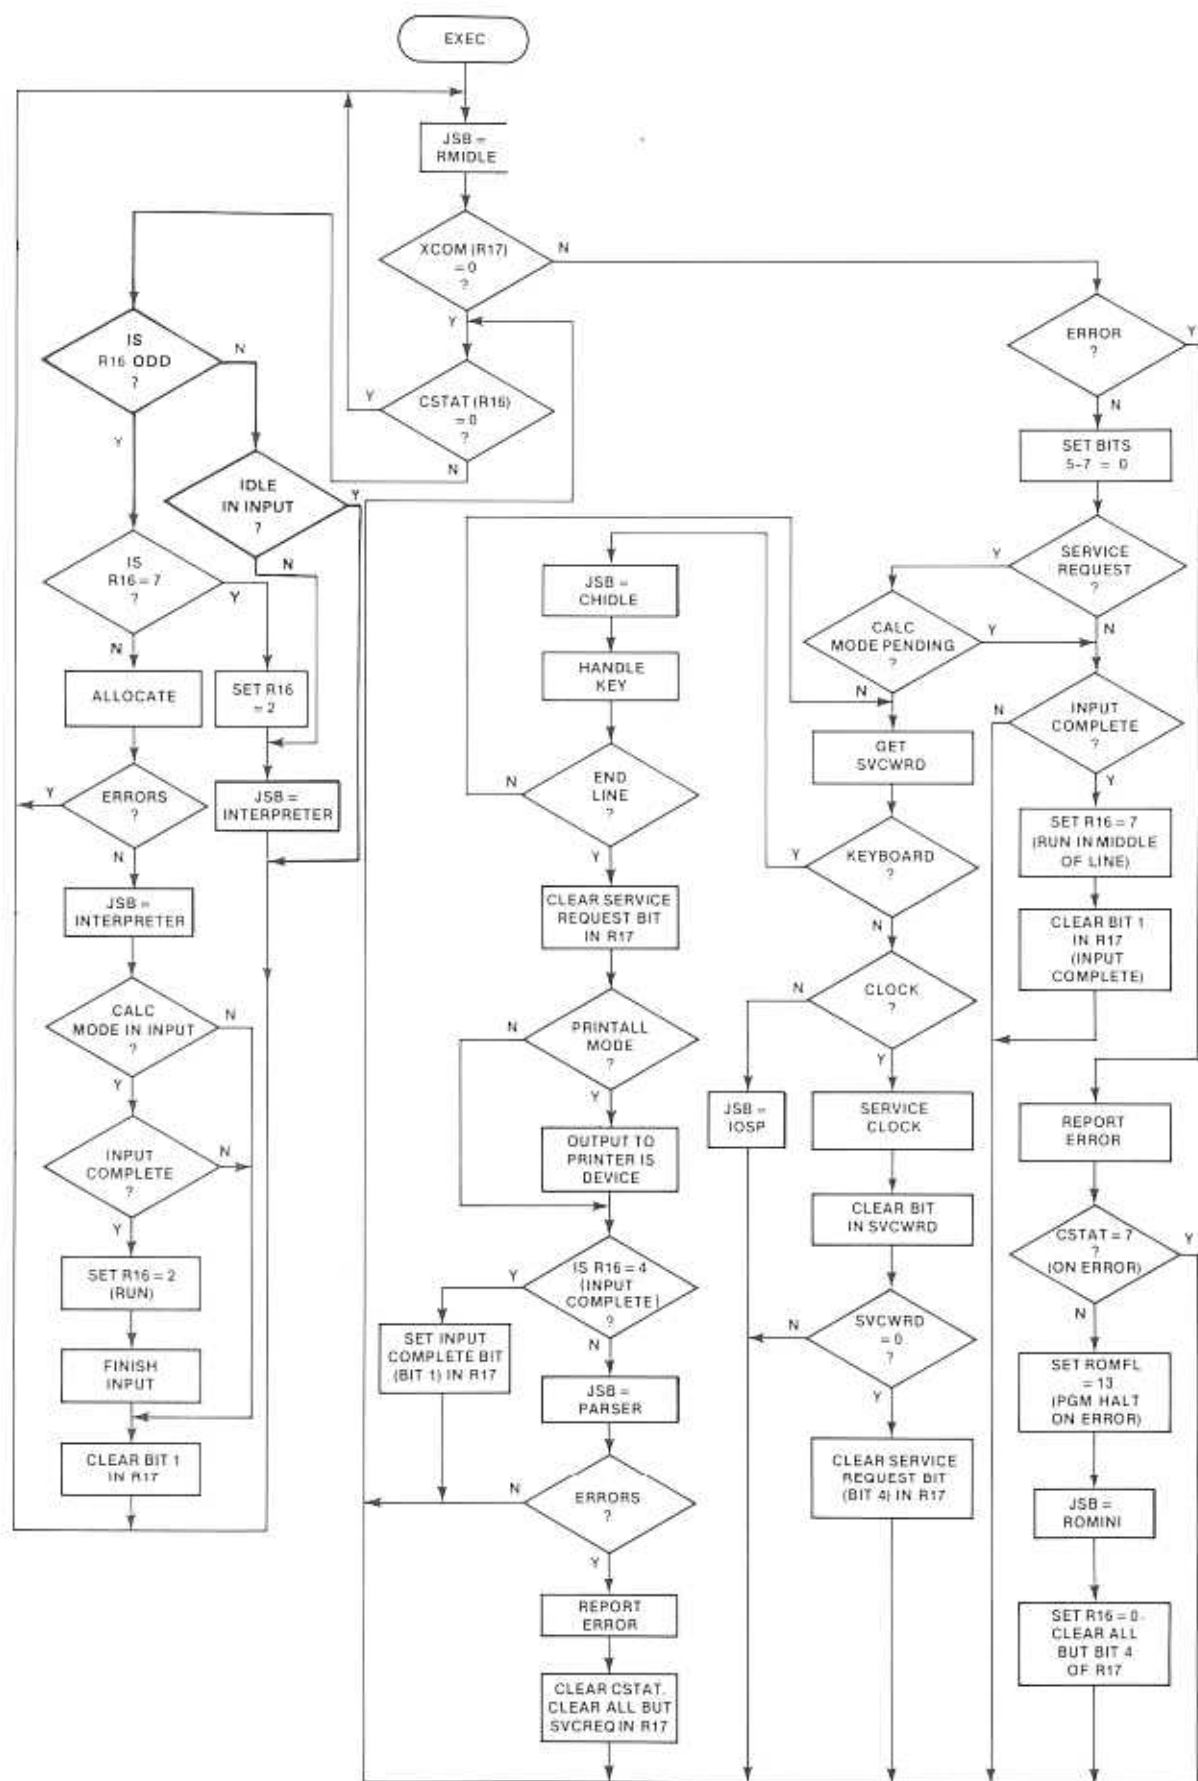 EXEC
JSB =
RMIDLE
XCOM (R17)
= 0
?
N
Y
CSTAT (R16)
= 0
?
Y
N
IS
R16 ODD
?
N
Y
IDLE
IN INPUT
?
Y
N
IS
R16 = 7
?
Y
N
ALLOCATE
SET R16
= 2
ERRORS
?
Y
N
JSB =
INTERPRETER
JSB =
INTERPRETER
CALC
MODE IN INPUT
?
N
Y
INPUT
COMPLETE
?
N
Y
SET R16 = 2
(RUN)
FINISH
INPUT
CLEAR BIT 1
IN R17
JSB =
CHIDLE
HANDLE
KEY
END
LINE
?
N
Y
CLEAR SERVICE
REQUEST BIT
IN R17
PRINTALL
MODE
?
N
Y
OUTPUT TO
PRINTER IS
DEVICE
IS R16 = 4
(INPUT
COMPLETE)
?
Y
N
SET INPUT
COMPLETE BIT
(BIT 1) IN R17
JSB =
PARSER
ERRORS
?
N
Y
REPORT
ERROR
CLEAR CSTAT.
CLEAR ALL BUT
SVCREQ IN R17
ERROR
?
Y
N
SET BITS
5-7 = 0
SERVICE
REQUEST
?
Y
N
CALC
MODE PENDING
?
Y
N
GET
SVCWRD
KEYBOARD
?
Y
N
CLOCK
?
N
Y
JSB =
IOSP
SERVICE
CLOCK
CLEAR BIT
IN SVCWRD
SVCWRD
= 0
?
N
Y
CLEAR SERVICE
REQUEST BIT
(BIT 4) IN R17
INPUT
COMPLETE
?
N
Y
SET R16 = 7
(RUN IN MIDDLE
OF LINE)
CLEAR BIT 1
IN R17
(INPUT
COMPLETE)
REPORT
ERROR
CSTAT = 7
?
(ON ERROR)
Y
N
SET ROMFL
= 13
(PGM HALT
ON ERROR)
JSB =
ROMINI
SET R16 = 0-
CLEAR ALL
BUT BIT 4
OF R17